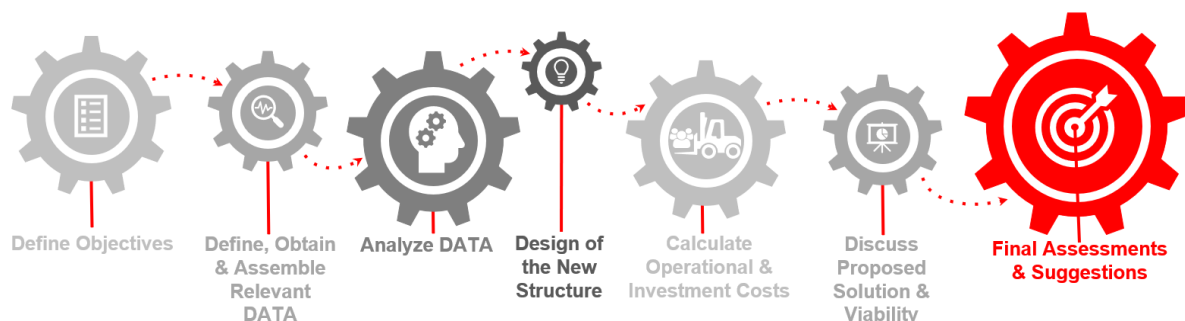 Define Objectives
Define, Obtain
& Assemble
Relevant
DATA
Analyze DATA
Design of
the New
Structure
Calculate
Operational &
Investment Costs
Discuss
Proposed
Solution &
Viability
Final Assessments
& Suggestions